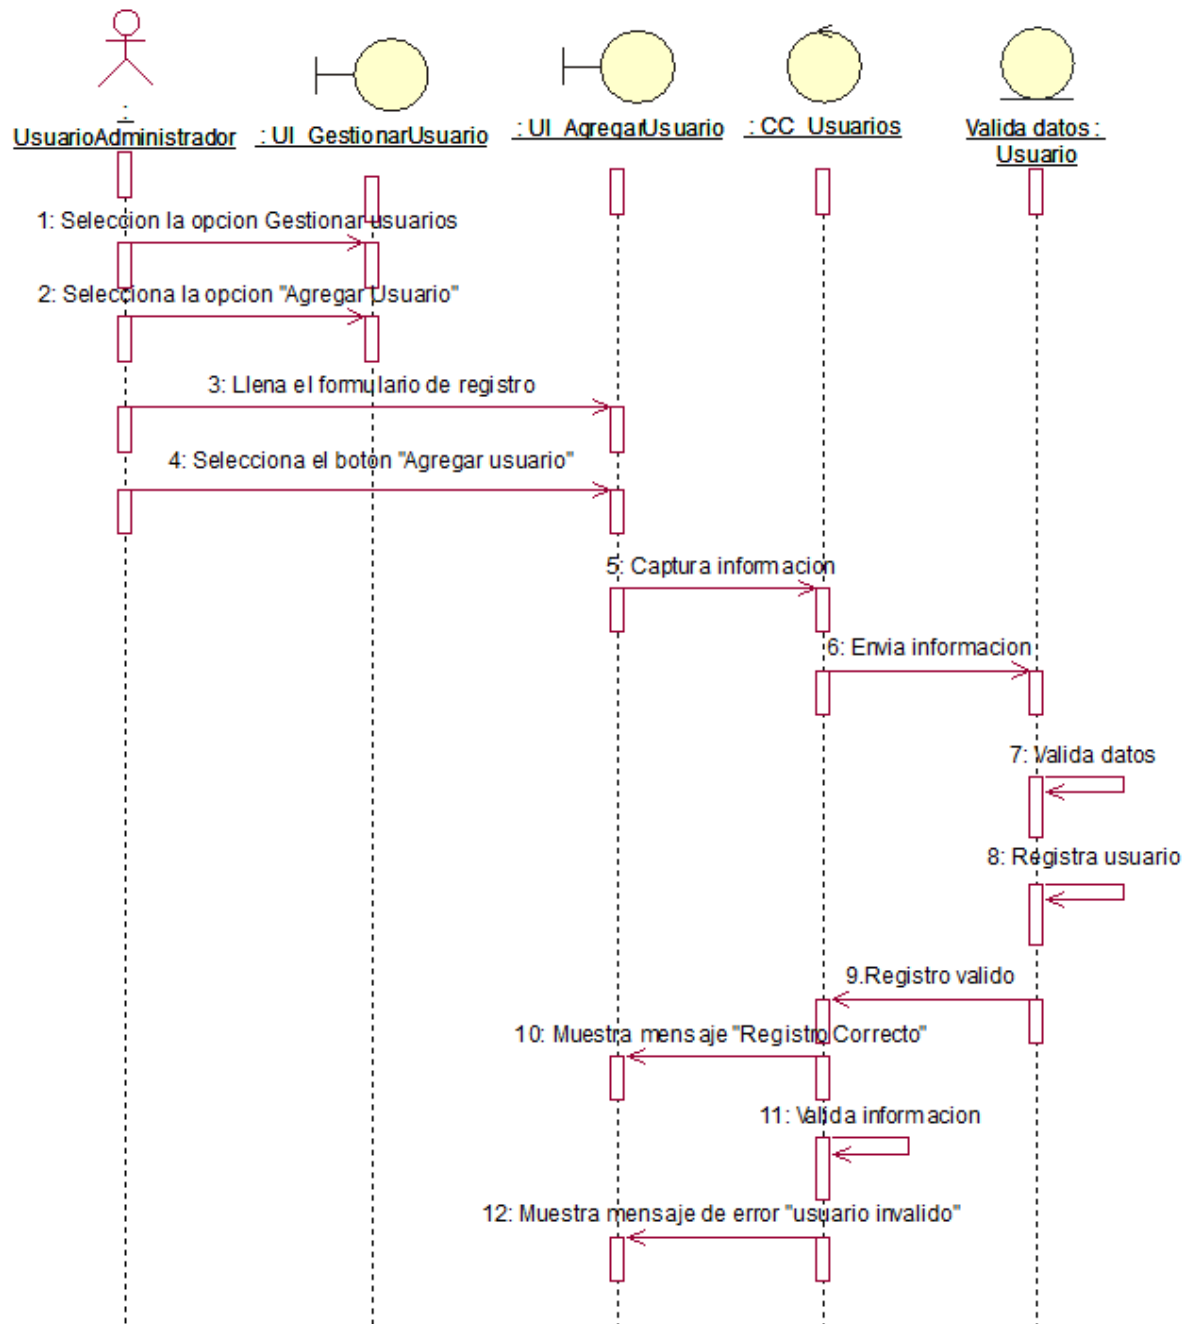 :
UsuarioAdministrador
: UI_GestionarUsuario
: UI_AgregarUsuario
: CC_Usuarios
Valida datos :
Usuario
1: Seleccion la opcion Gestionar usuarios
2: Selecciona la opcion "Agregar Usuario"
3: Llena el formulario de registro
4: Selecciona el boton "Agregar usuario"
5: Captura informacion
6: Envia informacion
7: Valida datos
8: Registra usuario
9.Registro valido
10: Muestra mensaje "Registro Correcto"
11: Valida informacion
12: Muestra mensaje de error "usuario invalido"